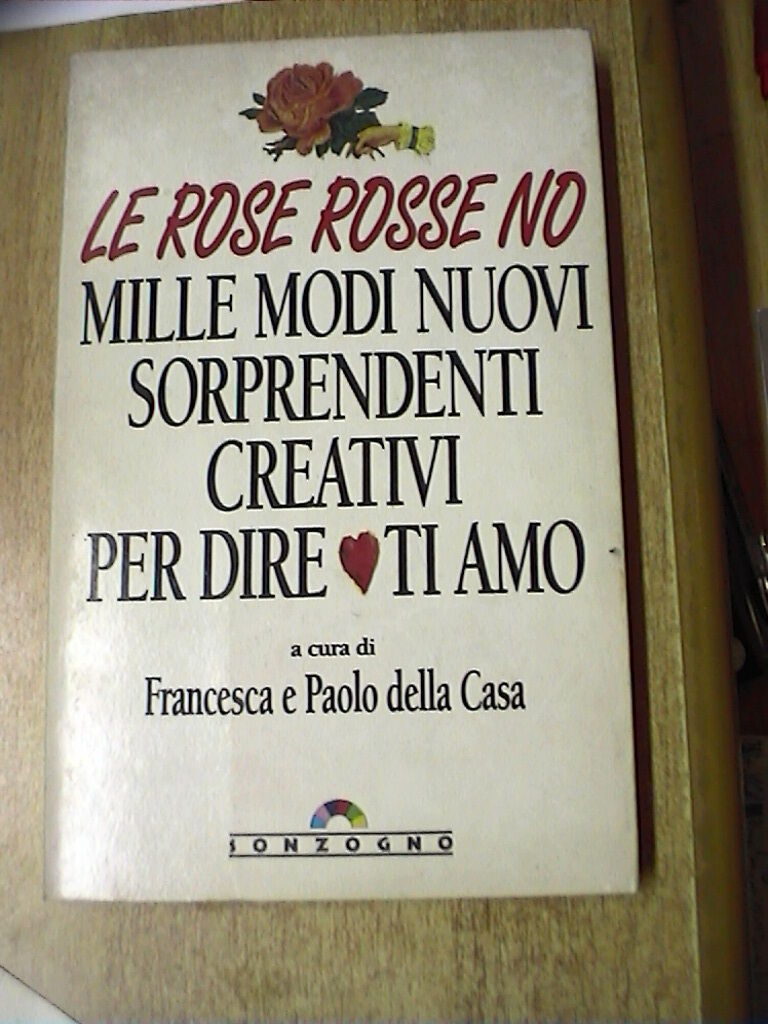 LE ROSE ROSSE NO
MILLE MODI NUOVI
SORPRENDENTI
CREATIVI
PER DIRE TI AMO
a cura di
Francesca e Paolo della Casa
SONZOGNO